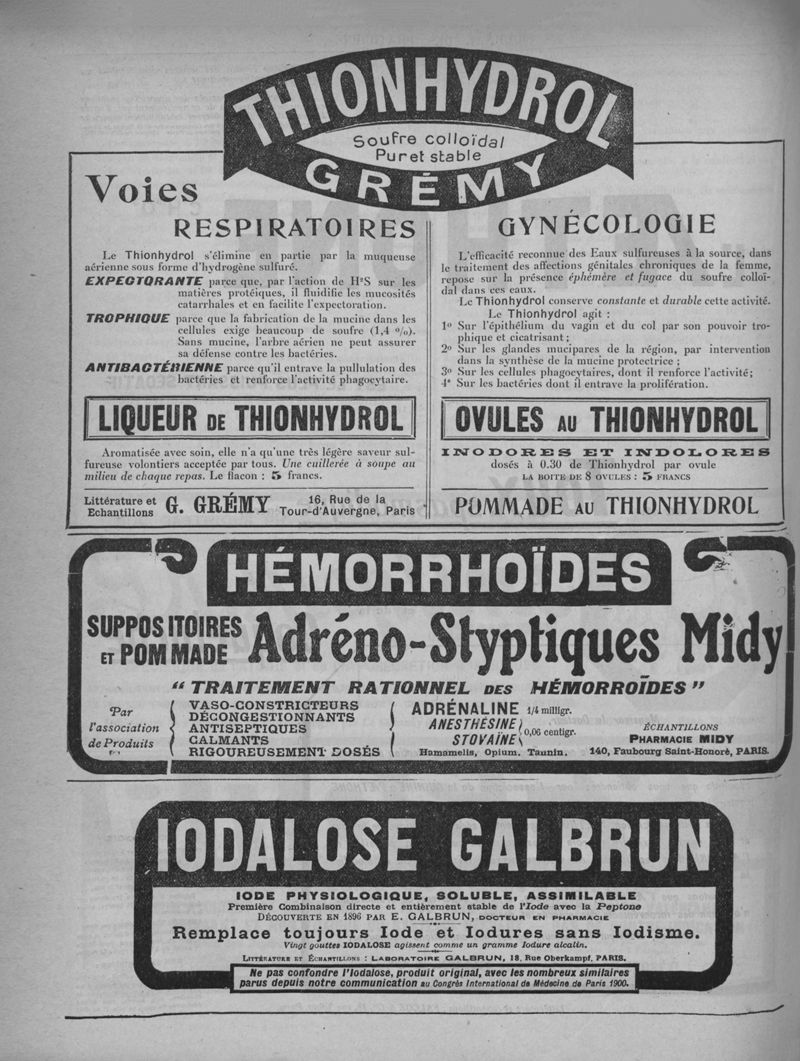 THIONHYDROL
Soufre colloïdal
Pur et stable
GRÉMY
Voies
RESPIRATOIRES
Le Thionhydrol s'élimine en partie par la muqueuse
aérienne sous forme d'hydrogène sulfuré.
EXPECTORANTE parce que, par l'action de H²S sur les
matières protéiques, il fluidifie les mucosités
catarrhales et en facilite l'expectoration.
TROPHIQUE parce que la fabrication de la mucine dans les
cellules exige beaucoup de soufre (1,4 %).
Sans mucine, l'arbre aérien ne peut assurer
sa défense contre les bactéries.
ANTIBACTÉRIENNE parce qu'il entrave la pullulation des
bactéries et renforce l'activité phagocytaire.
LIQUEUR DE THIONHYDROL
Aromatisée avec soin, elle n'a qu'une très légère saveur sul-
fureuse volontiers acceptée par tous. Une cuillerée à soupe au
milieu de chaque repas. Le flacon : 5 francs.
Littérature et
Echantillons
G. GRÉMY
16, Rue de la
Tour-d'Auvergne, Paris
GYNÉCOLOGIE
L'efficacité reconnue des Eaux sulfureuses à la source, dans
le traitement des affections génitales chroniques de la femme,
repose sur la présence éphémère et fugace du soufre colloï-
dal dans ces eaux.
Le Thionhydrol conserve constante et durable cette activité.
Le Thionhydrol agit :
1º Sur l'épithélium du vagin et du col par son pouvoir tro-
phique et cicatrisant ;
2º Sur les glandes mucipares de la région, par intervention
dans la synthèse de la mucine protectrice ;
3º Sur les cellules phagocytaires, dont il renforce l'activité;
4º Sur les bactéries dont il entrave la prolifération.
OVULES AU THIONHYDROL
INODORES ET INDOLORES
dosés à 0.30 de Thionhydrol par ovule
LA BOITE DE 8 OVULES : 5 FRANCS
POMMADE AU THIONHYDROL
HÉMORRHOÏDES
SUPPOSITOIRES
ET POMMADE
Adréno-Styptiques Midy
“ TRAITEMENT RATIONNEL DES HÉMORROÏDES ”
Par
l'association
de Produits
VASO-CONSTRICTEURS
DÉCONGESTIONNANTS
ANTISEPTIQUES
CALMANTS
RIGOUREUSEMENT DOSÉS
ADRÉNALINE 1/4 milligr.
ANESTHÉSINE
STOVAÏNE
0,06 centigr.
Hamamelis, Opium, Tannin.
ÉCHANTILLONS
PHARMACIE MIDY
140, Faubourg Saint-Honoré, PARIS.
IODALOSE GALBRUN
IODE PHYSIOLOGIQUE, SOLUBLE, ASSIMILABLE
Première Combinaison directe et entièrement stable de l'Iode avec la Peptone
DÉCOUVERTE EN 1896 PAR E. GALBRUN, DOCTEUR EN PHARMACIE
Remplace toujours Iode et Iodures sans Iodisme.
Vingt gouttes IODALOSE agissent comme un gramme Iodure alcalin.
LITTÉRATURE ET ÉCHANTILLONS : LABORATOIRE GALBRUN, 18, Rue Oberkampf, PARIS.
Ne pas confondre l'Iodalose, produit original, avec les nombreux similaires
parus depuis notre communication au Congrès International de Médecine de Paris 1900.